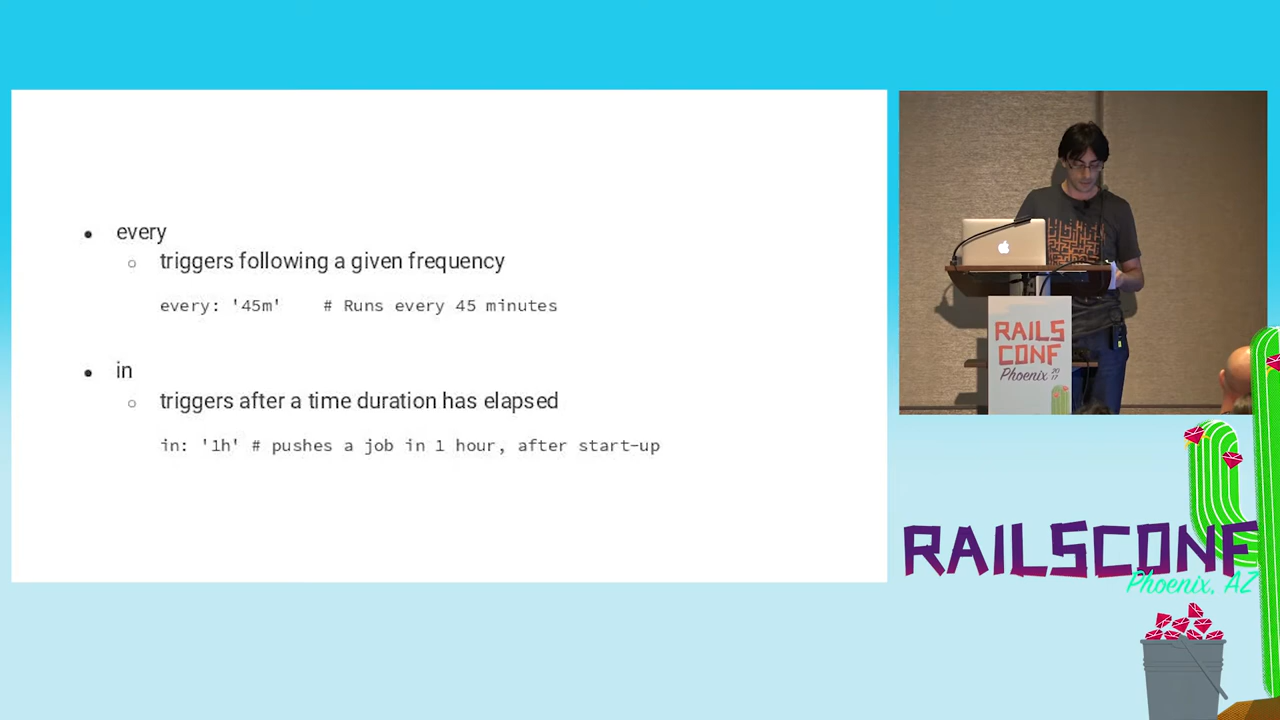 every
triggers following a given frequency
every: '45m' # Runs every 45 minutes
in
triggers after a time duration has elapsed
in: '1h' # pushes a job in 1 hour, after start-up
RAILS
CONF
Phoenix 2017
RAILSCONF
Phoenix, AZ